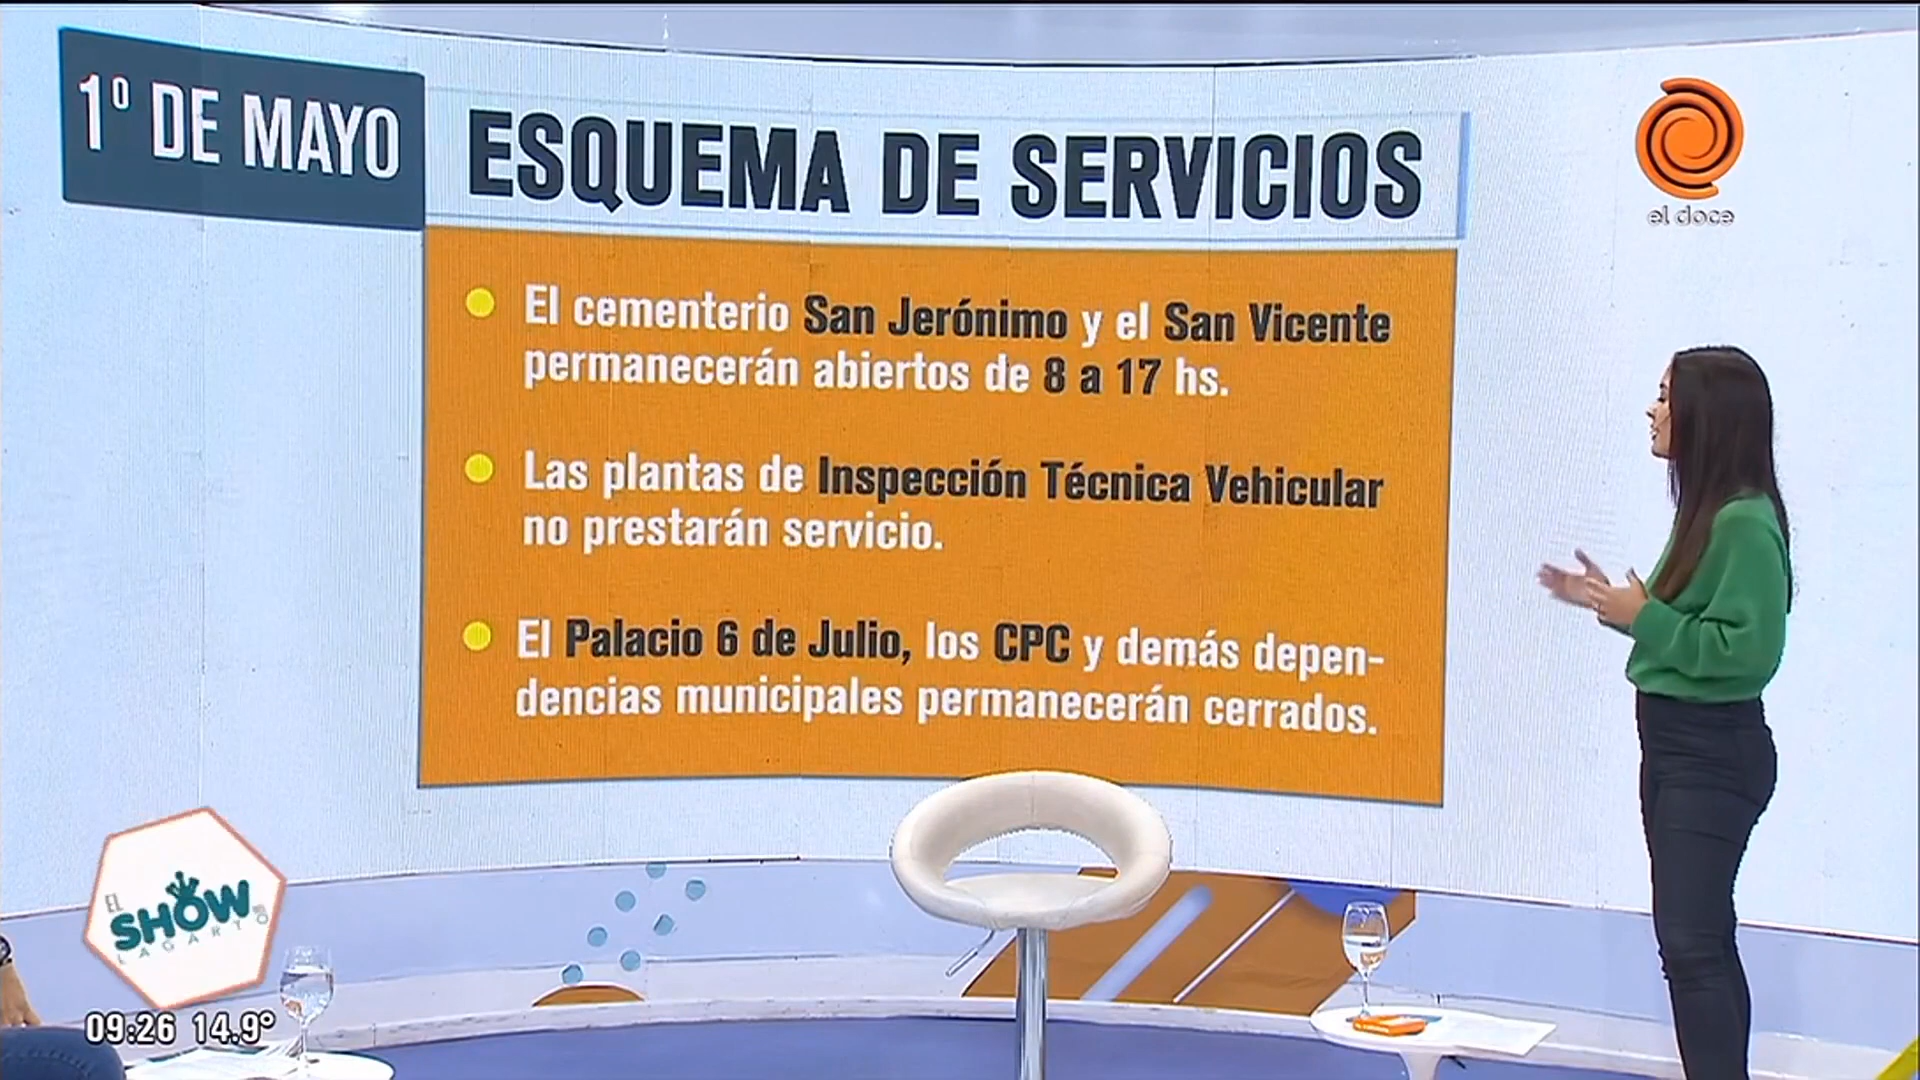 1º DE MAYO
ESQUEMA DE SERVICIOS
el doce
El cementerio San Jerónimo y el San Vicente
permanecerán abiertos de 8 a 17 hs.
Las plantas de Inspección Técnica Vehicular
no prestarán servicio.
El Palacio 6 de Julio, los CPC y demás depen-
dencias municipales permanecerán cerrados.
EL
SHOW
LAGARTO
09:26 14.9°